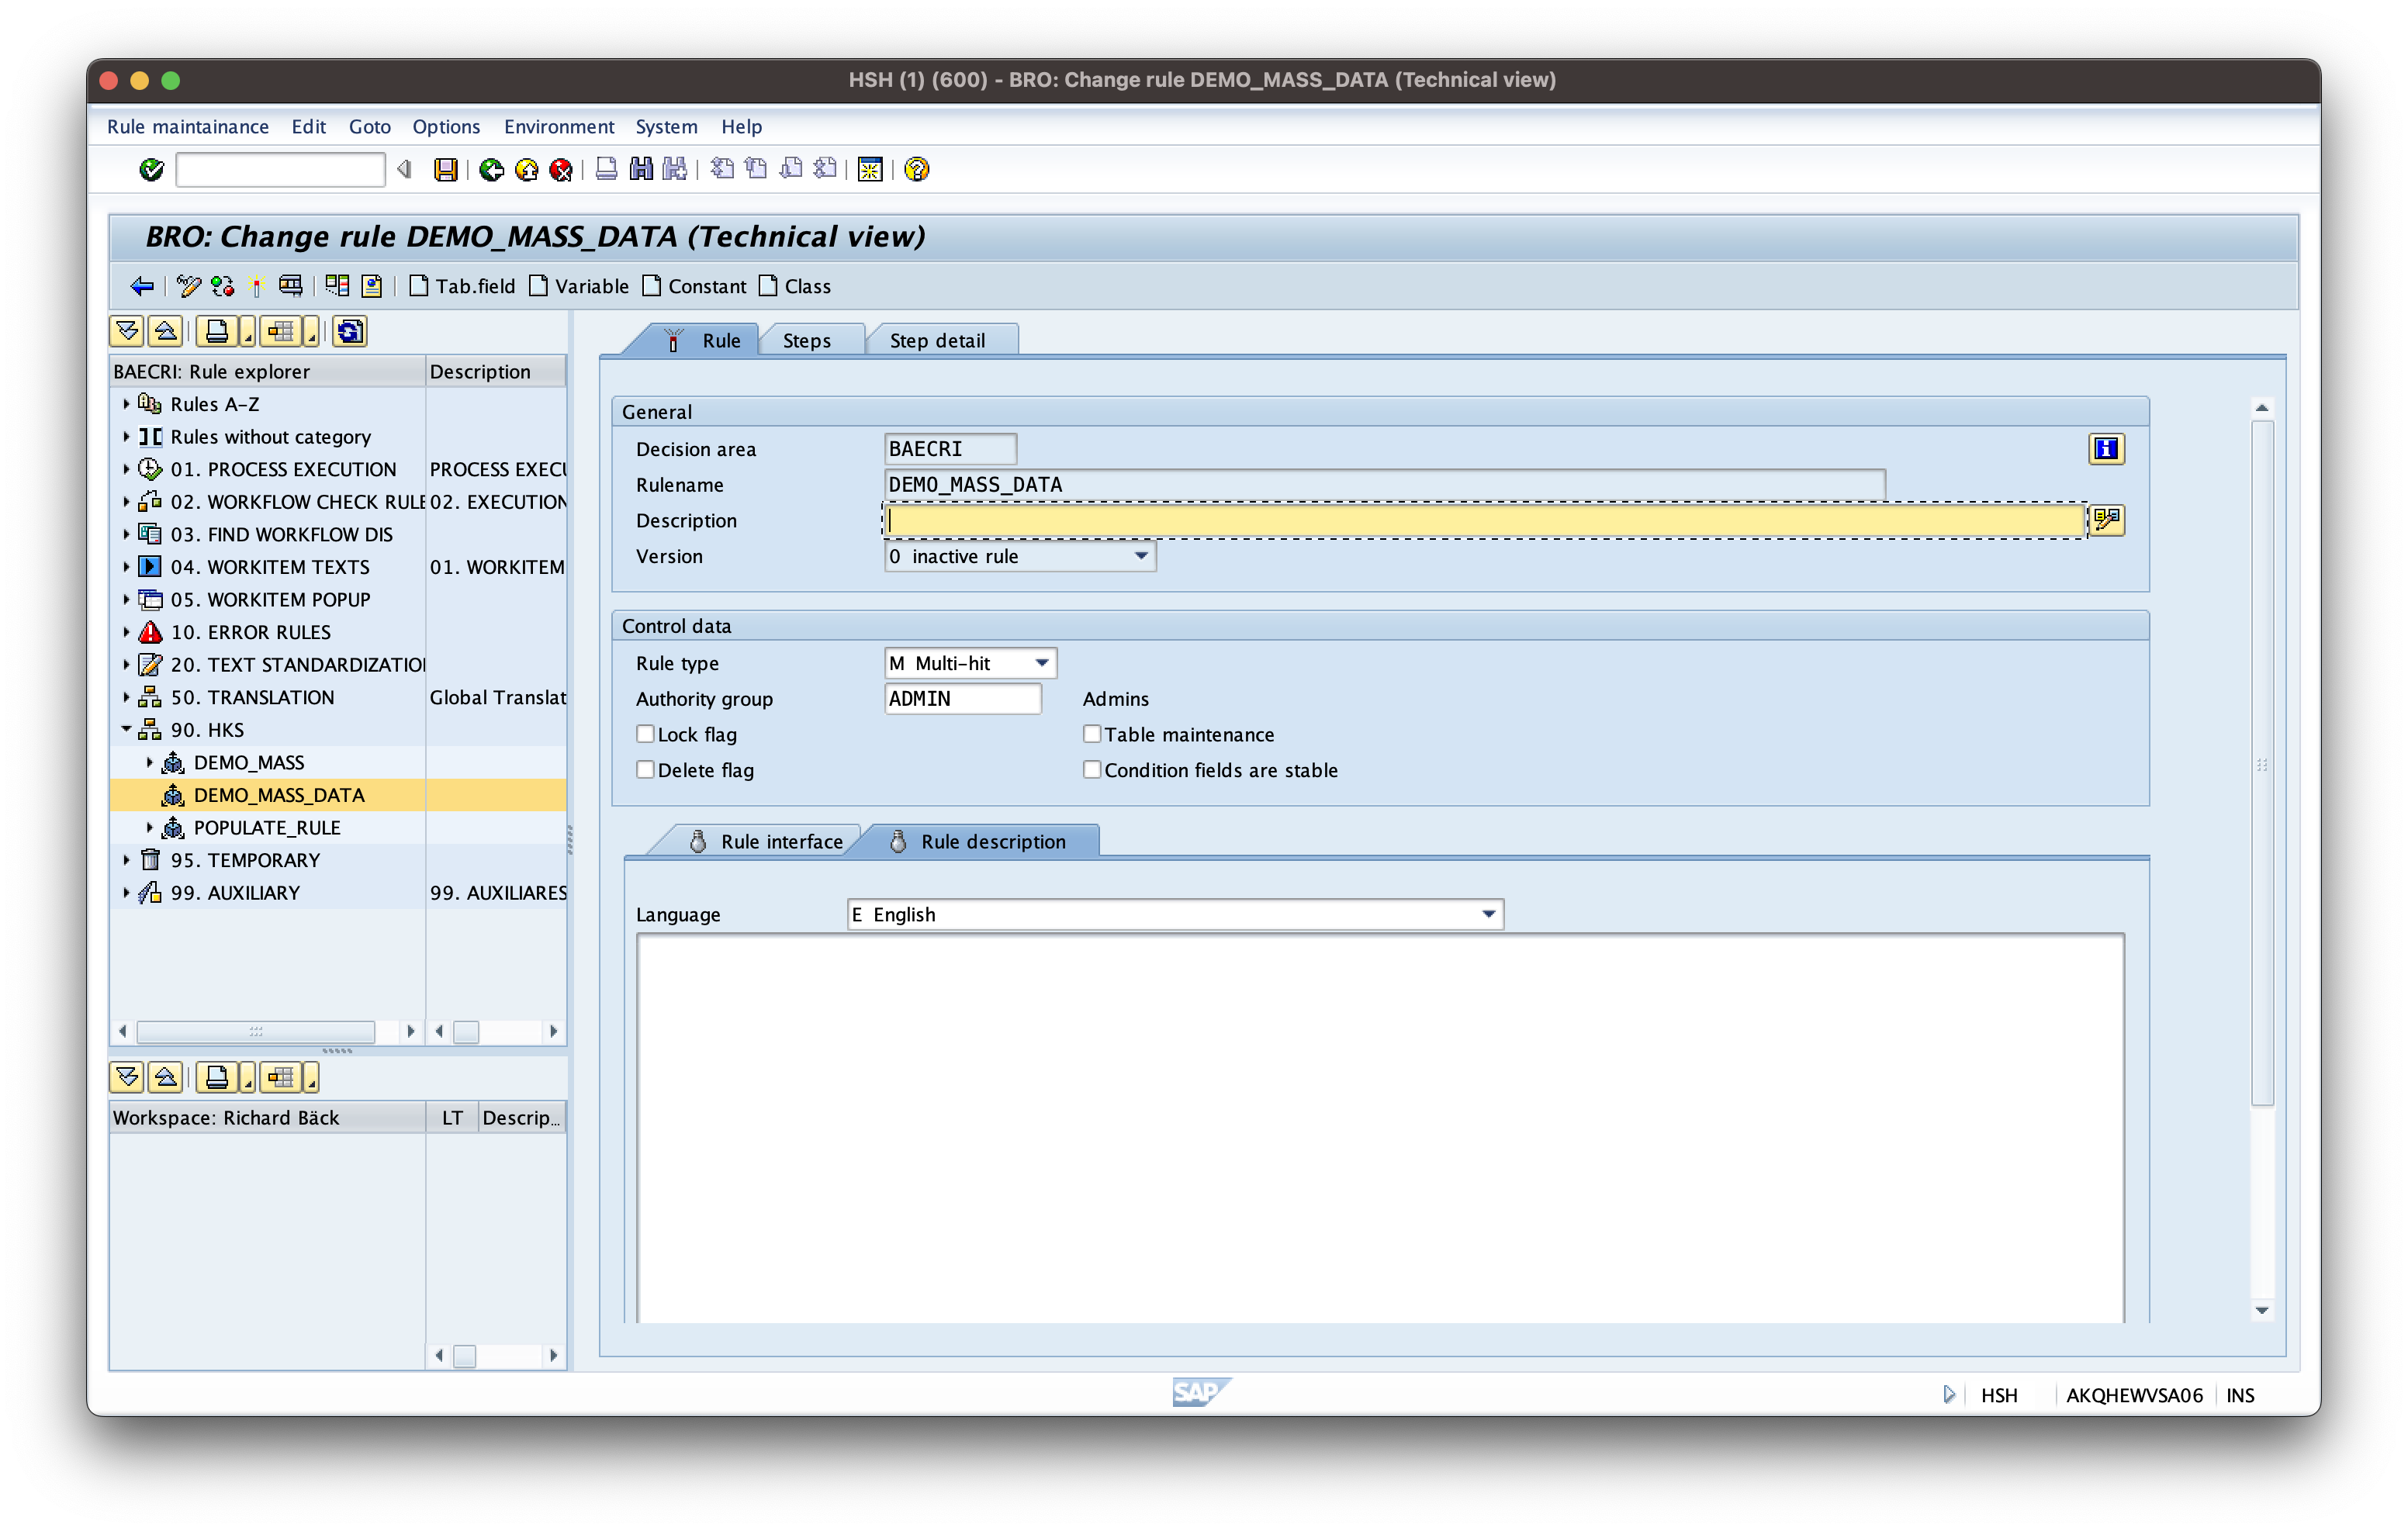 HSH (1) (600) - BRO: Change rule DEMO_MASS_DATA (Technical view)
Rule maintainance Edit Goto Options Environment System Help
BRO: Change rule DEMO_MASS_DATA (Technical view)
Tab.field Variable Constant Class
BAECRI: Rule explorer Description
Rules A-Z
Rules without category
01. PROCESS EXECUTION PROCESS EXECU
02. WORKFLOW CHECK RULE 02. EXECUTION
03. FIND WORKFLOW DIS
04. WORKITEM TEXTS 01. WORKITEM
05. WORKITEM POPUP
10. ERROR RULES
20. TEXT STANDARDIZATIO
50. TRANSLATION Global Translat
90. HKS
DEMO_MASS
DEMO_MASS_DATA
POPULATE_RULE
95. TEMPORARY
99. AUXILIARY 99. AUXILIARES
Workspace: Richard Bäck LT Descrip...
Rule Steps Step detail
General
Decision area BAECRI
Rulename DEMO_MASS_DATA
Description
Version 0 inactive rule
Control data
Rule type M Multi-hit
Authority group ADMIN Admins
Lock flag Table maintenance
Delete flag Condition fields are stable
Rule interface Rule description
Language E English
SAP HSH AKQHEWVSA06 INS